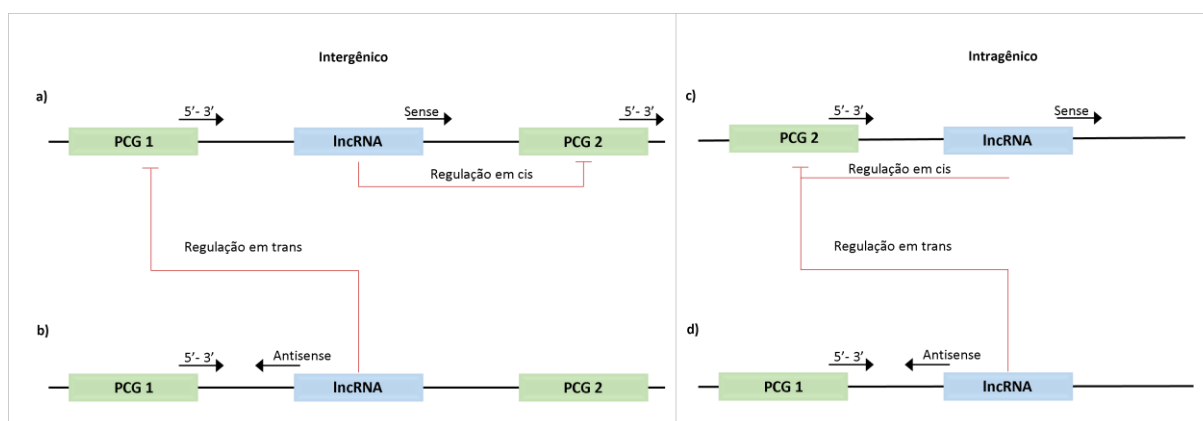 Intergênico
a)
5'- 3'
Sense
5'- 3'
PCG 1
lncRNA
PCG 2
Regulação em cis
Regulação em trans
b)
5'- 3'
Antisense
PCG 1
lncRNA
PCG 2
Intragênico
c)
5'- 3'
Sense
PCG 2
lncRNA
Regulação em cis
Regulação em trans
d)
5'- 3'
Antisense
PCG 1
lncRNA